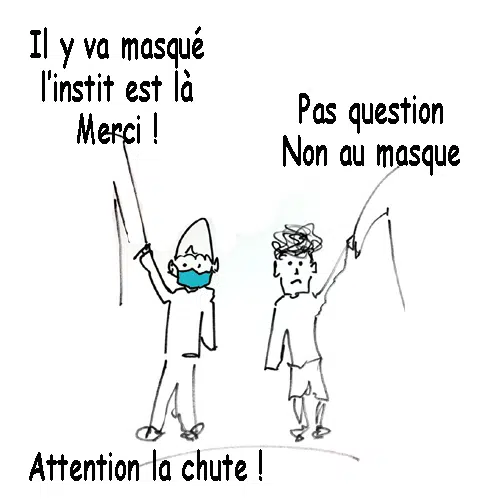 Il y va masqué
l'instit est là
Merci !
Pas question
Non au masque
Attention la chute !